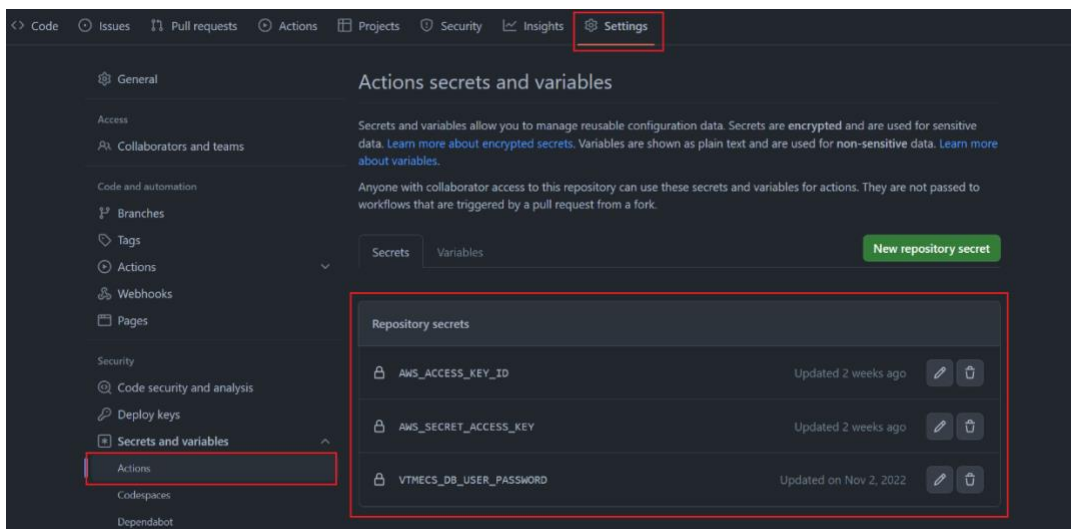 Code Issues Pull requests Actions Projects Security Insights Settings
General
Access
Collaborators and teams
Code and automation
Branches
Tags
Actions
Webhooks
Pages
Security
Code security and analysis
Deploy keys
Secrets and variables
Actions
Codespaces
Dependabot
Actions secrets and variables
Secrets and variables allow you to manage reusable configuration data. Secrets are encrypted and are used for sensitive
data. Learn more about encrypted secrets. Variables are shown as plain text and are used for non-sensitive data. Learn more
about variables.
Anyone with collaborator access to this repository can use these secrets and variables for actions. They are not passed to
workflows that are triggered by a pull request from a fork.
Secrets Variables New repository secret
Repository secrets
AWS_ACCESS_KEY_ID Updated 2 weeks ago
AWS_SECRET_ACCESS_KEY Updated 2 weeks ago
VTMECS_DB_USER_PASSWORD Updated on Nov 2, 2022